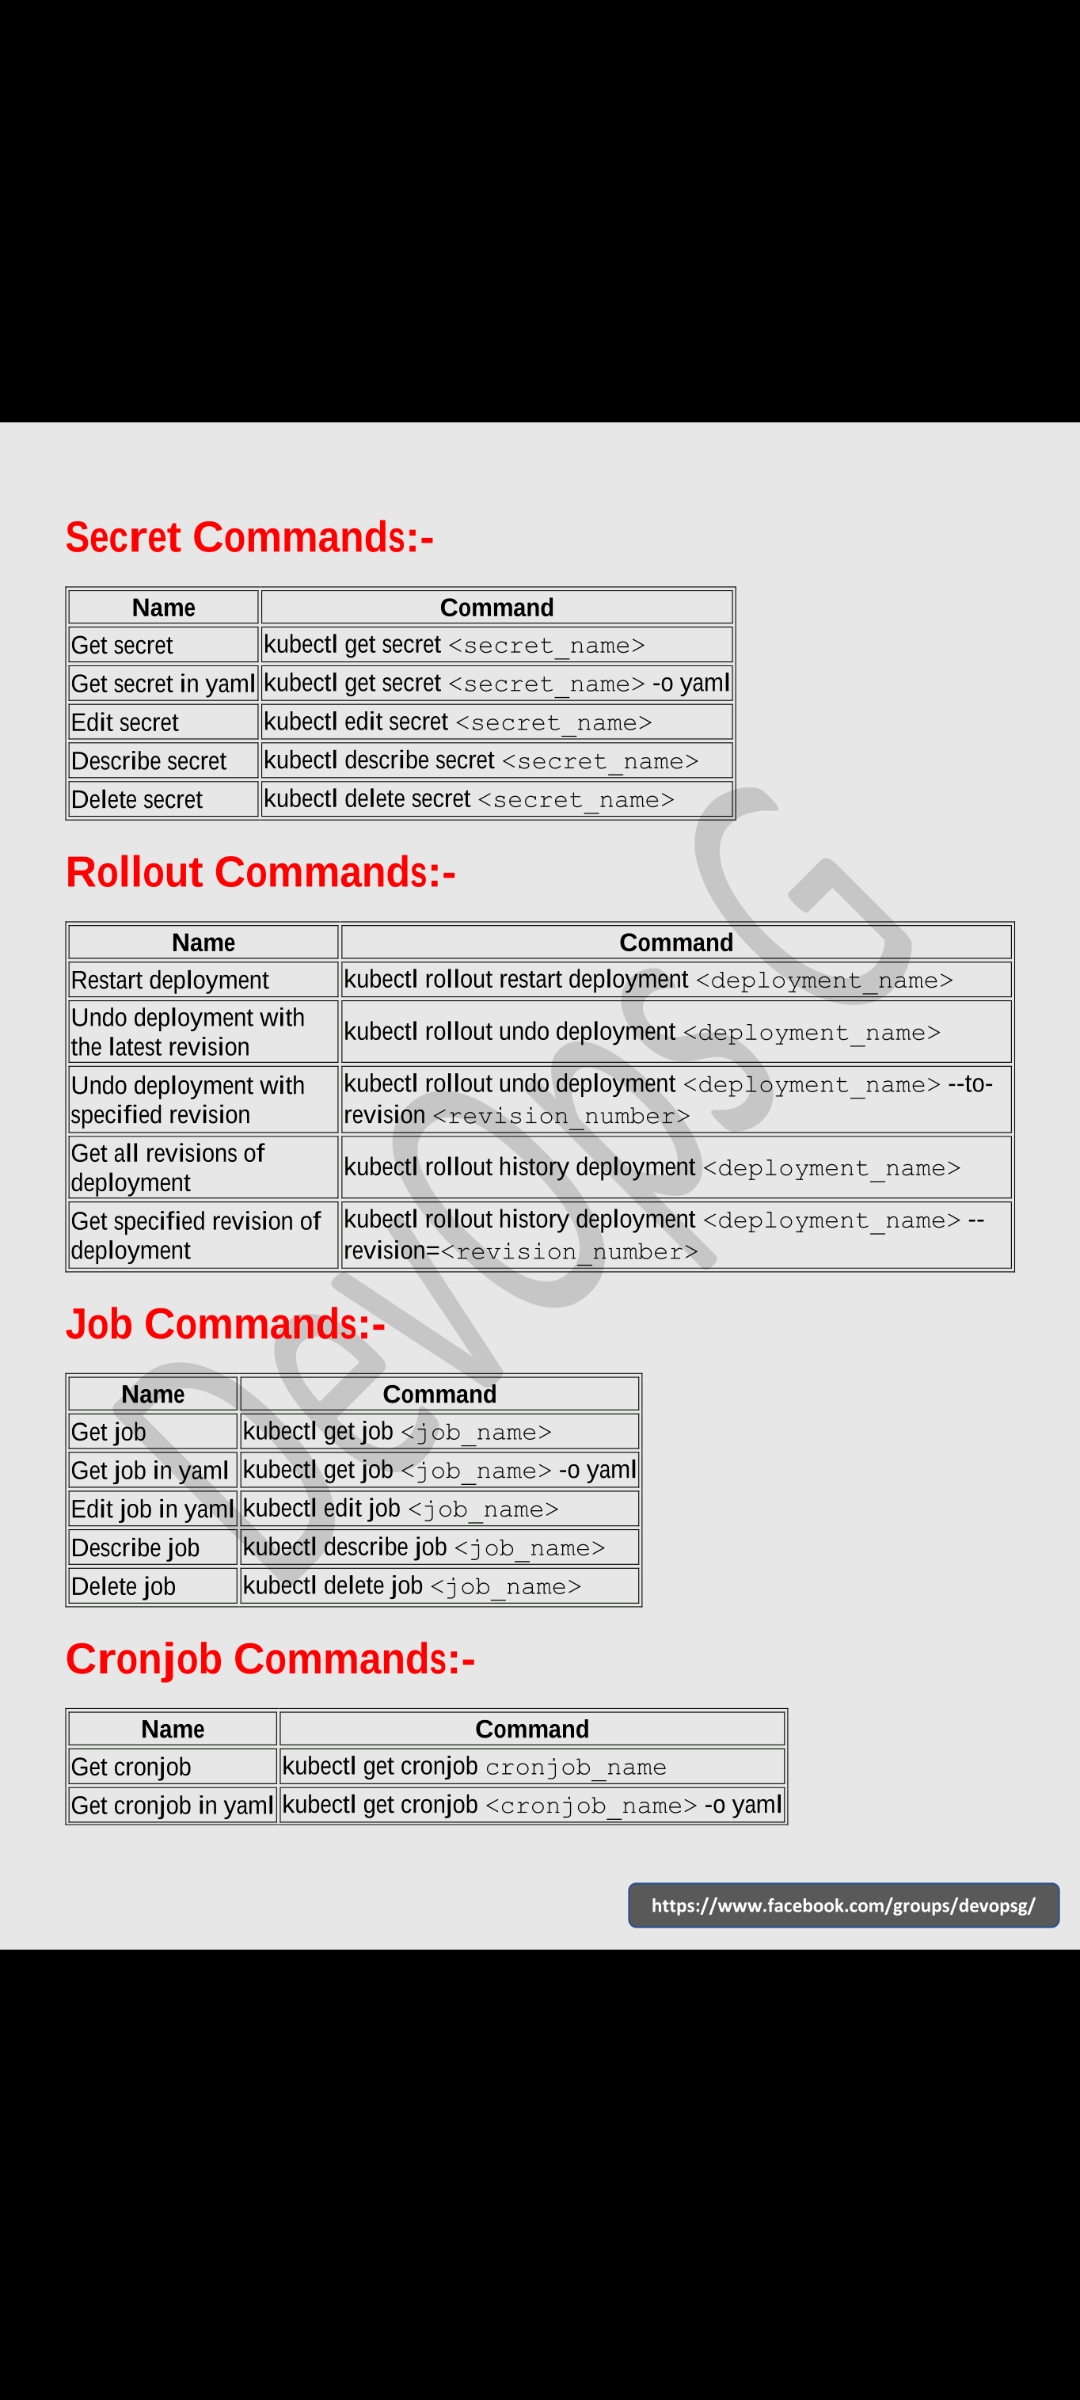 Secret Commands:-
Name Command
Get secret kubectl get secret <secret_name>
Get secret in yaml kubectl get secret <secret_name> -o yaml
Edit secret kubectl edit secret <secret_name>
Describe secret kubectl describe secret <secret_name>
Delete secret kubectl delete secret <secret_name>
Rollout Commands:-
Name Command
Restart deployment kubectl rollout restart deployment <deployment_name>
Undo deployment with
the latest revision
kubectl rollout undo deployment <deployment_name>
Undo deployment with
specified revision
kubectl rollout undo deployment <deployment_name> --to-
revision <revision_number>
Get all revisions of
deployment
kubectl rollout history deployment <deployment_name>
Get specified revision of
deployment
kubectl rollout history deployment <deployment_name> --
revision=<revision_number>
Job Commands:-
Name Command
Get job kubectl get job <job_name>
Get job in yaml kubectl get job <job_name> -o yaml
Edit job in yaml kubectl edit job <job_name>
Describe job kubectl describe job <job_name>
Delete job kubectl delete job <job_name>
Cronjob Commands:-
Name Command
Get cronjob kubectl get cronjob cronjob_name
Get cronjob in yaml kubectl get cronjob <cronjob_name> -o yaml
https://www.facebook.com/groups/devopsg/
DevOps G